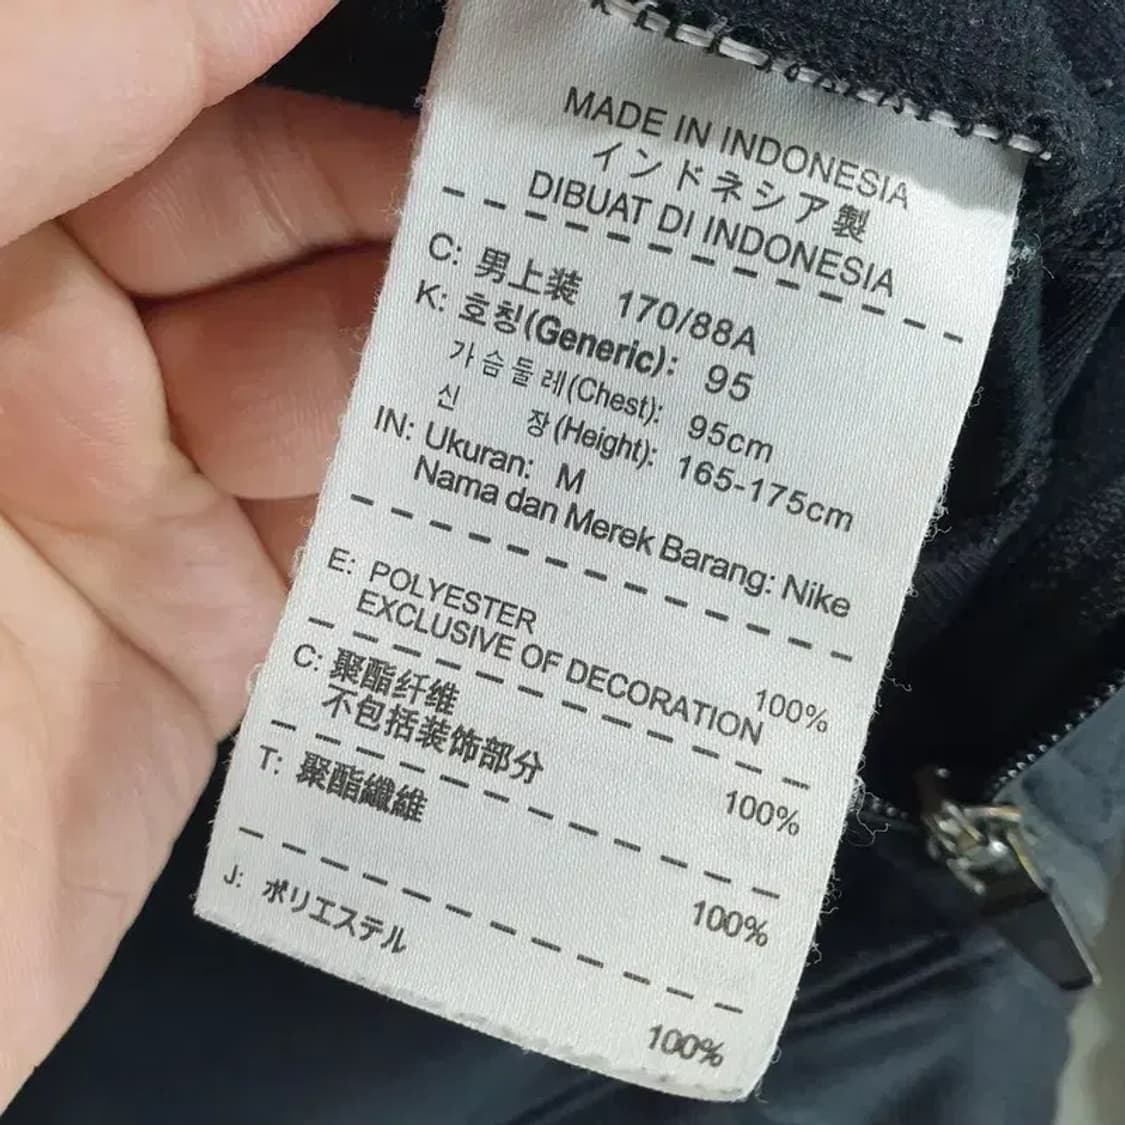 MADE IN INDONESIA
インドネシア製
DIBUAT DI INDONESIA
C: 男上装 170/88A
K: 호칭(Generic): 95
가슴둘레(Chest): 95cm
신 장(Height): 165-175cm
IN: Ukuran: M
Nama dan Merek Barang: Nike
E: POLYESTER 100%
EXCLUSIVE OF DECORATION
C: 聚酯纤维 100%
不包括装饰部分
T: 聚酯纖維 100%
J: ポリエステル 100%